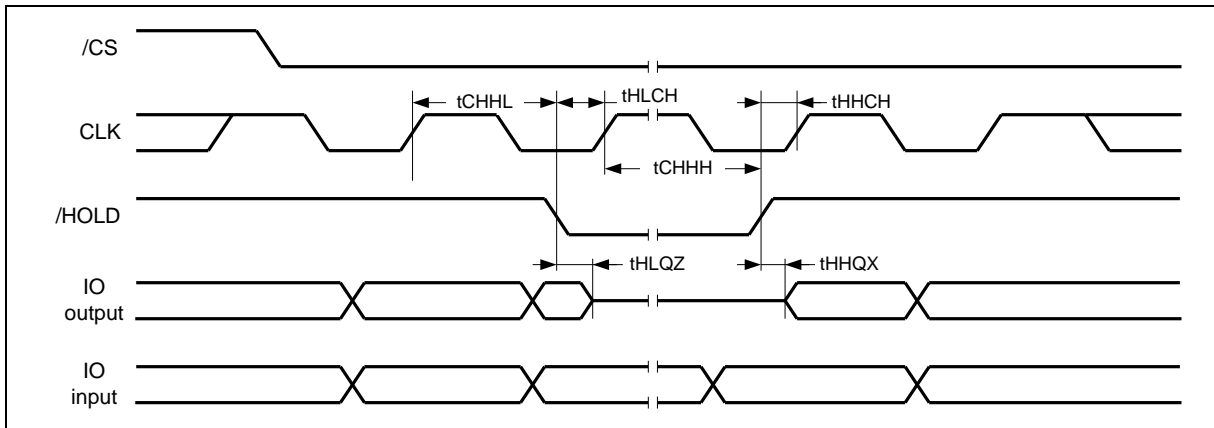 /CS
tCHHL
tHLCH
tHHCH
CLK
tCHHH
/HOLD
tHLQZ
tHHQX
IO
output
IO
input